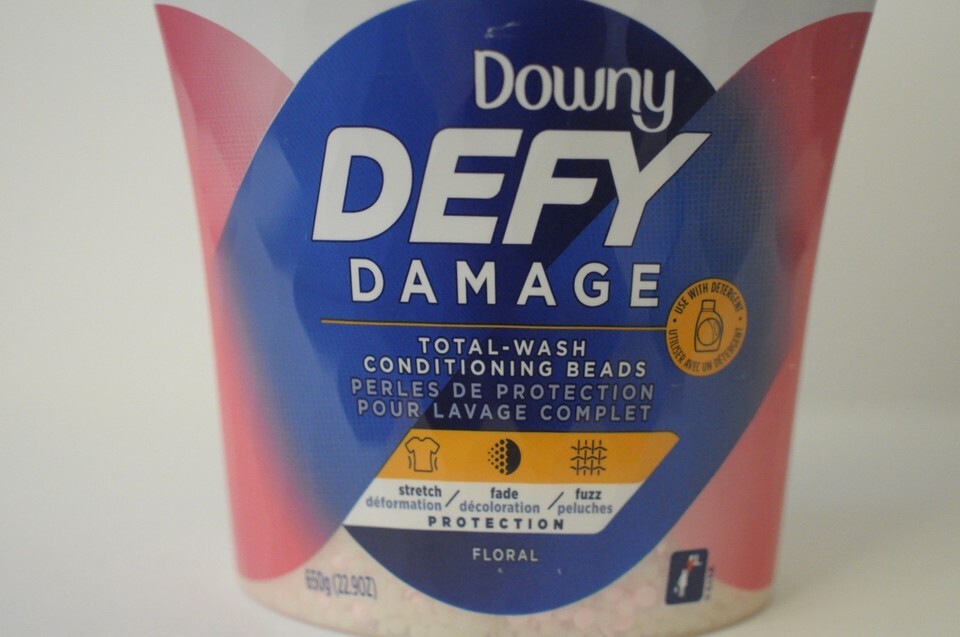 Downy
DEFY
DAMAGE
USE WITH DETERGENT
UTILISER AVEC UN DÉTERGENT
TOTAL-WASH
CONDITIONING BEADS
PERLES DE PROTECTION
POUR LAVAGE COMPLET
stretch / fade / fuzz
déformation décoloration peluches
PROTECTION
FLORAL
650g (22.9OZ)